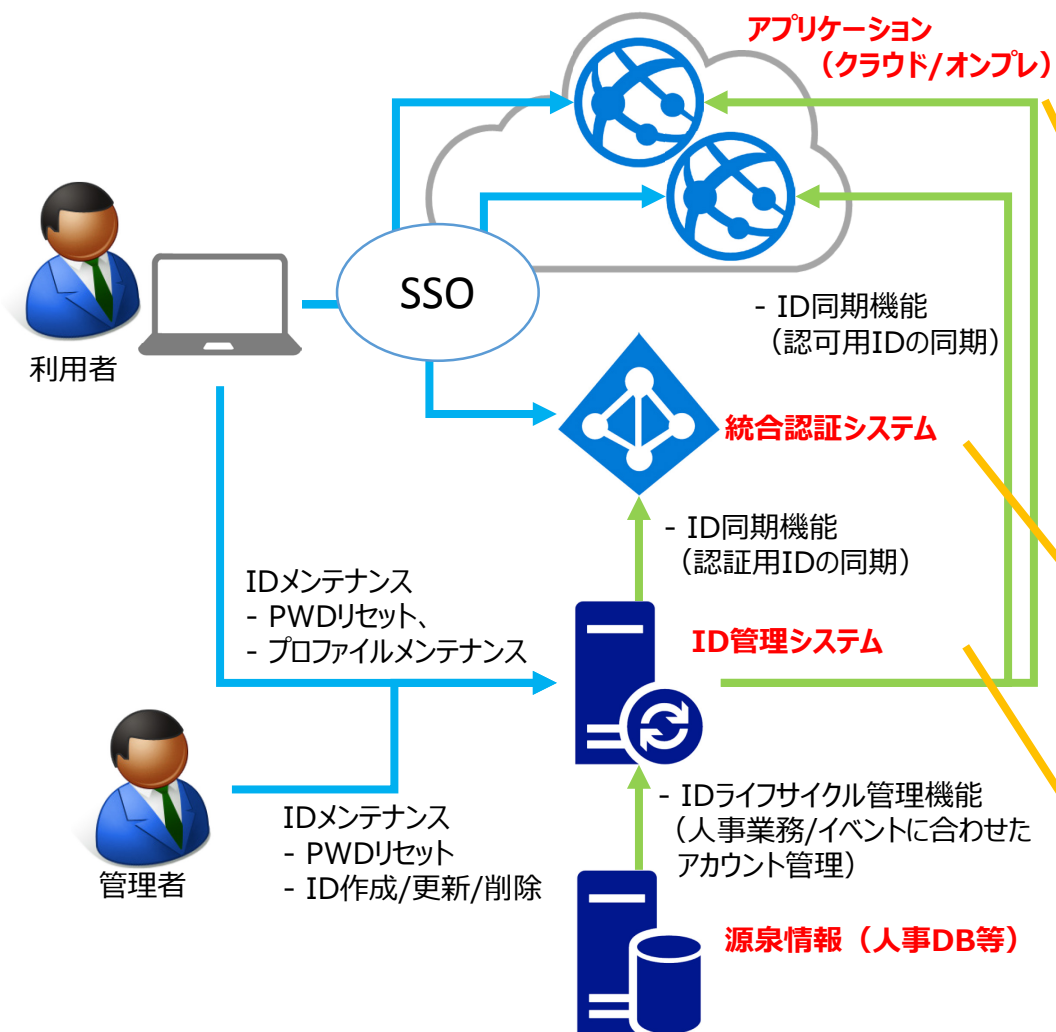 アプリケーション
（クラウド/オンプレ）
SSO
利用者
- ID同期機能
（認可用IDの同期）
統合認証システム
- ID同期機能
（認証用IDの同期）
IDメンテナンス
- PWDリセット、
- プロファイルメンテナンス
ID管理システム
管理者
IDメンテナンス
- PWDリセット
- ID作成/更新/削除
- IDライフサイクル管理機能
（人事業務/イベントに合わせた
アカウント管理）
源泉情報（人事DB等）